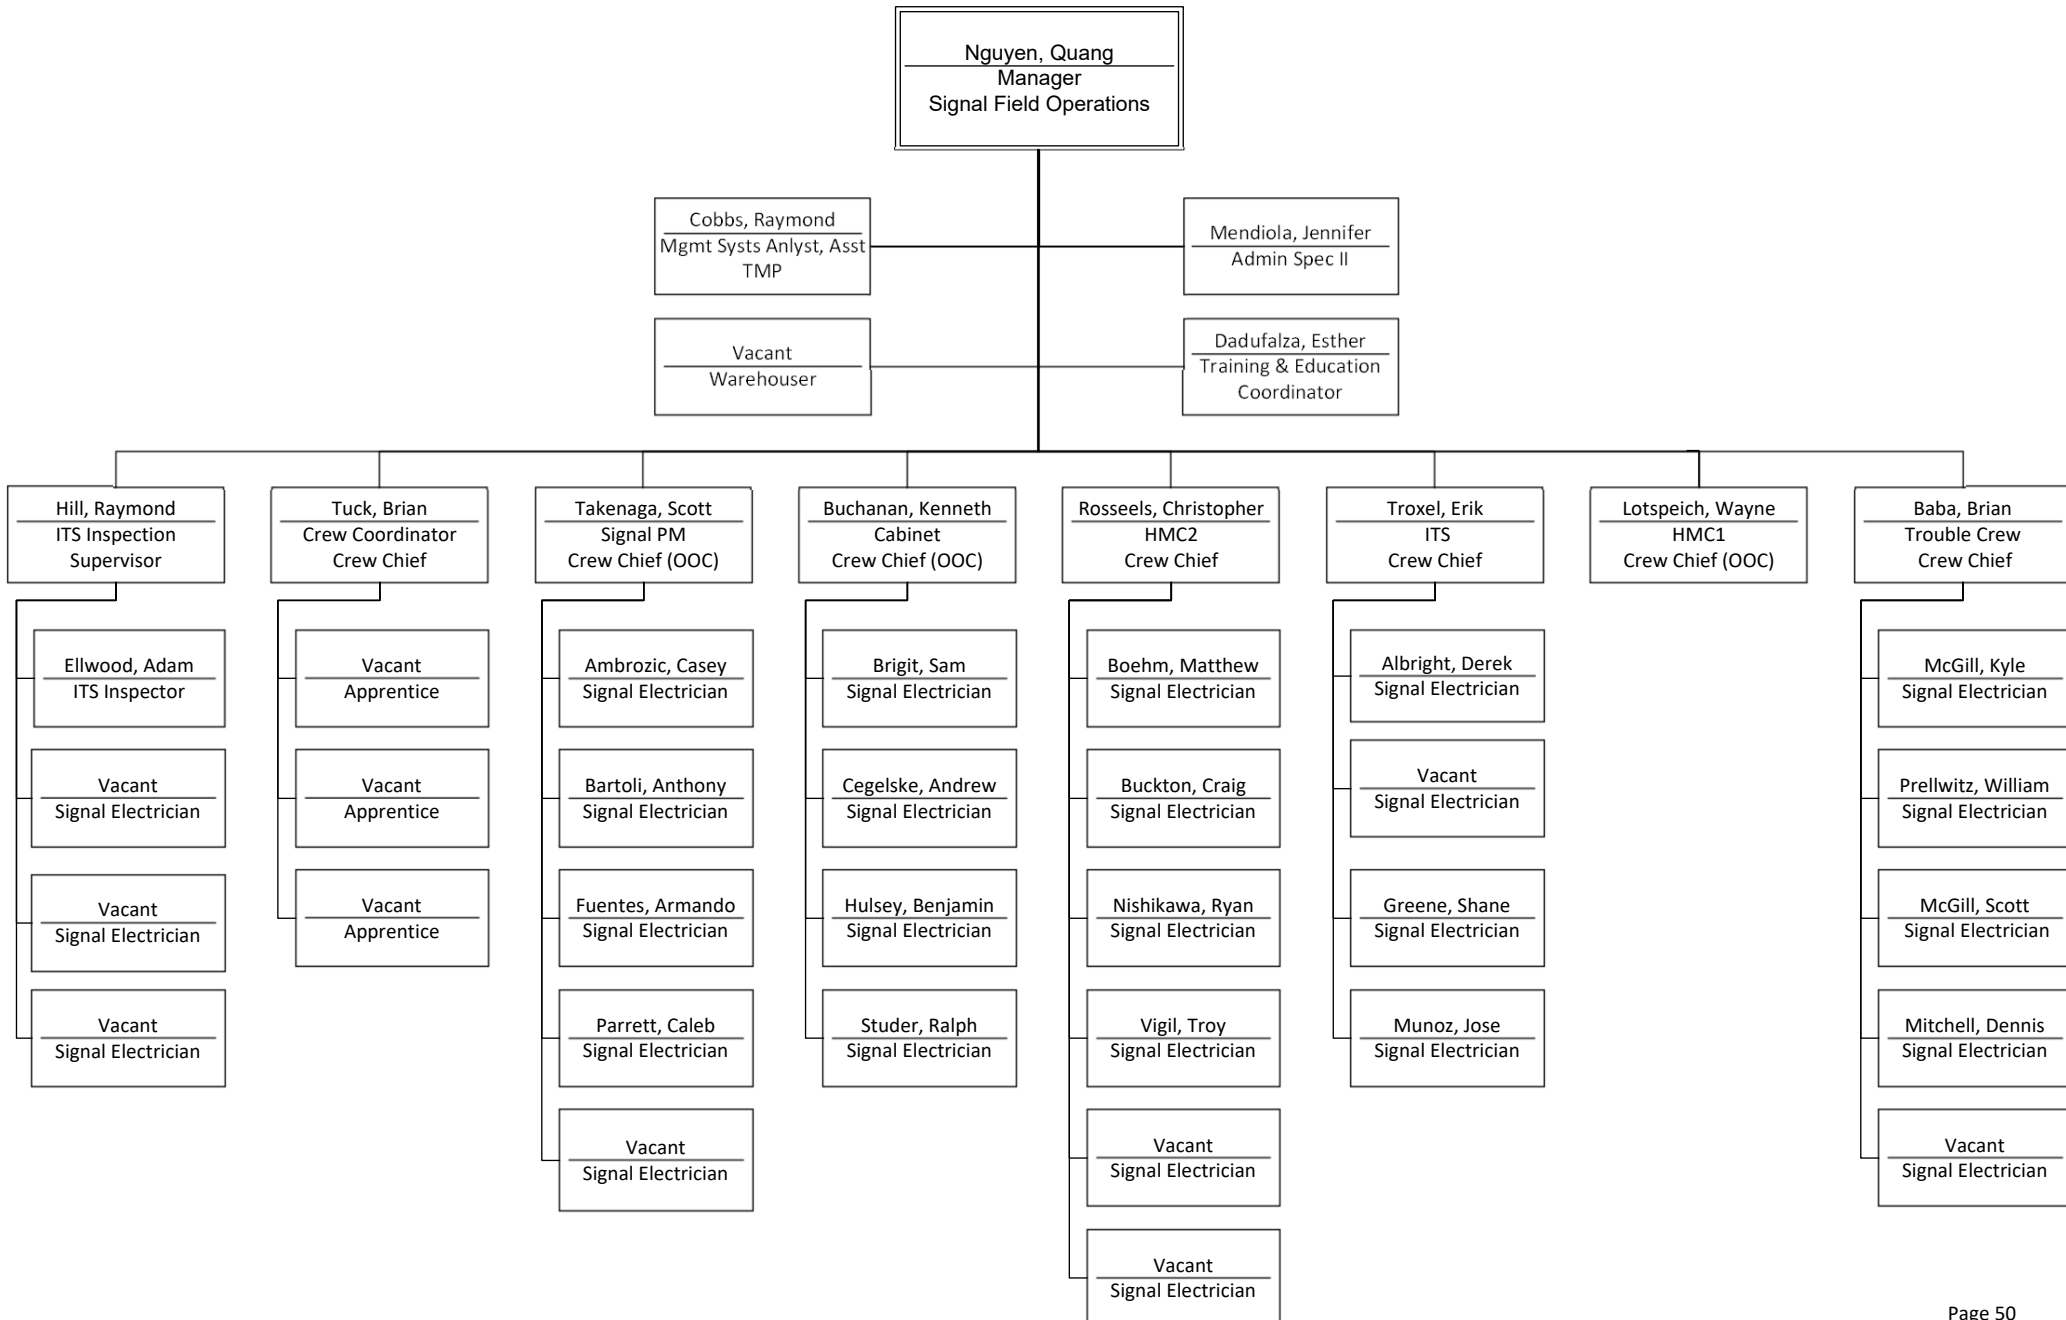 Nguyen, Quang
Manager
Signal Field Operations
Cobbs, Raymond
Mgmt Systs Anlyst, Asst
TMP
Mendiola, Jennifer
Admin Spec II
Vacant
Warehouser
Dadufalza, Esther
Training & Education
Coordinator
Hill, Raymond
ITS Inspection
Supervisor
Ellwood, Adam
ITS Inspector
Vacant
Signal Electrician
Vacant
Signal Electrician
Vacant
Signal Electrician
Tuck, Brian
Crew Coordinator
Crew Chief
Vacant
Apprentice
Vacant
Apprentice
Vacant
Apprentice
Takenaga, Scott
Signal PM
Crew Chief (OOC)
Ambrozic, Casey
Signal Electrician
Bartoli, Anthony
Signal Electrician
Fuentes, Armando
Signal Electrician
Parrett, Caleb
Signal Electrician
Vacant
Signal Electrician
Buchanan, Kenneth
Cabinet
Crew Chief (OOC)
Brigit, Sam
Signal Electrician
Cegelske, Andrew
Signal Electrician
Hulsey, Benjamin
Signal Electrician
Studer, Ralph
Signal Electrician
Rosseels, Christopher
HMC2
Crew Chief
Boehm, Matthew
Signal Electrician
Buckton, Craig
Signal Electrician
Nishikawa, Ryan
Signal Electrician
Vigil, Troy
Signal Electrician
Vacant
Signal Electrician
Vacant
Signal Electrician
Troxel, Erik
ITS
Crew Chief
Albright, Derek
Signal Electrician
Vacant
Signal Electrician
Greene, Shane
Signal Electrician
Munoz, Jose
Signal Electrician
Lotspeich, Wayne
HMC1
Crew Chief (OOC)
Baba, Brian
Trouble Crew
Crew Chief
McGill, Kyle
Signal Electrician
Prellwitz, William
Signal Electrician
McGill, Scott
Signal Electrician
Mitchell, Dennis
Signal Electrician
Vacant
Signal Electrician
Page 50